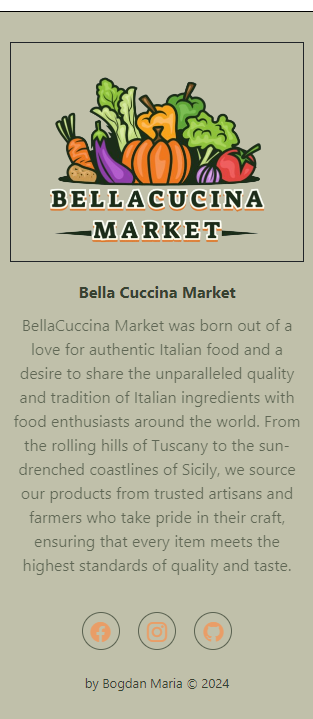 BELLACUCINA
MARKET
Bella Cuccina Market
BellaCuccina Market was born out of a
love for authentic Italian food and a
desire to share the unparalleled quality
and tradition of Italian ingredients with
food enthusiasts around the world. From
the rolling hills of Tuscany to the sun-
drenched coastlines of Sicily, we source
our products from trusted artisans and
farmers who take pride in their craft,
ensuring that every item meets the
highest standards of quality and taste.
by Bogdan Maria © 2024